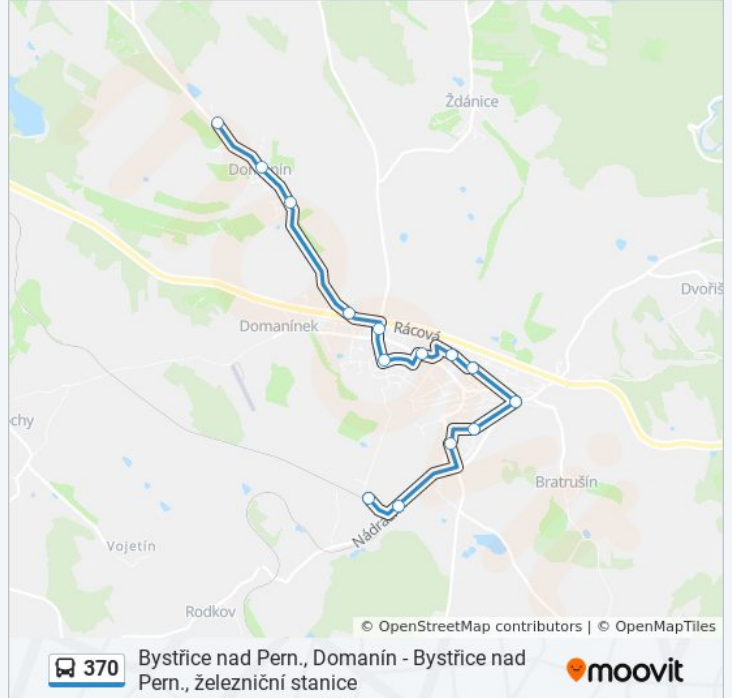 Ždánice
Domanín
Dvořiš
Rácová
Domanínek
chy
Bratrušín
Nádraž
Vojetín
Rodkov
© OpenStreetMap contributors | © OpenMapTiles
370
Bystřice nad Pern., Domanín - Bystřice nad
Pern., železniční stanice
moovit